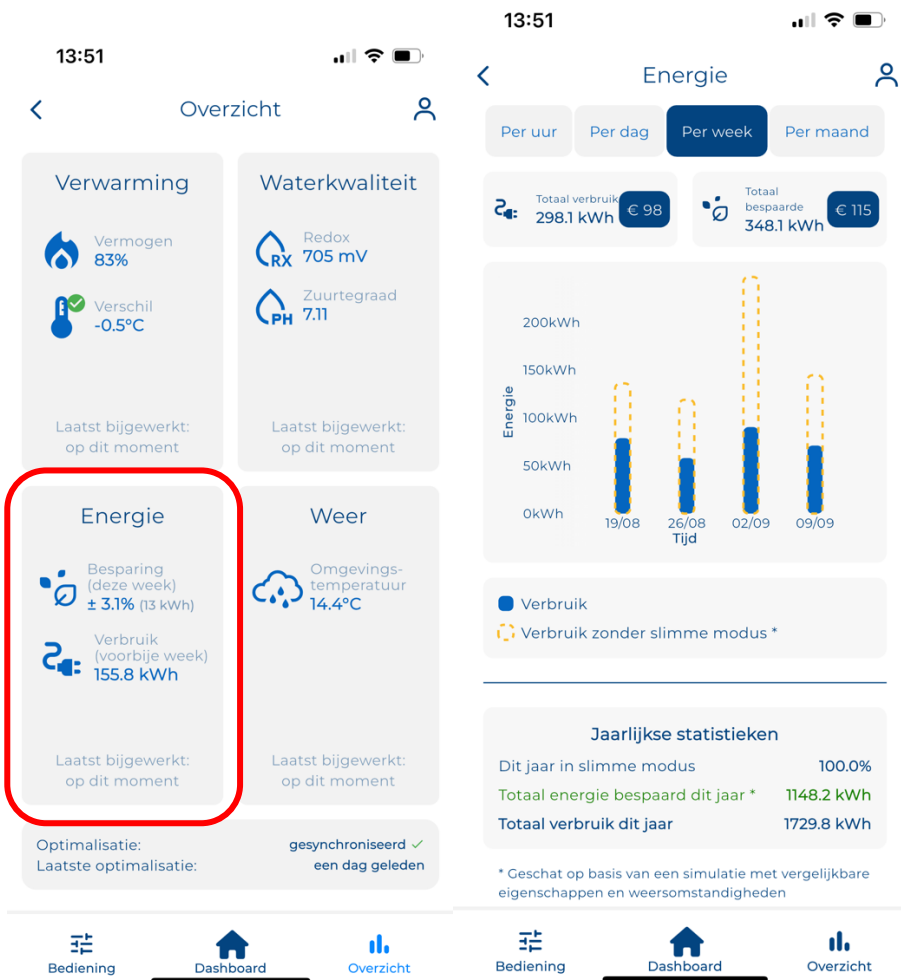 13:51
Overzicht
Verwarming
Vermogen
83%
Verschil
-0.5°C
Laatst bijgewerkt:
op dit moment
Waterkwaliteit
RX
Redox
705 mV
PH
Zuurtegraad
7.11
Laatst bijgewerkt:
op dit moment
Energie
Besparing
(deze week)
± 3.1% (13 kWh)
Verbruik
(voorbije week)
155.8 kWh
Laatst bijgewerkt:
op dit moment
Weer
Omgevings-
temperatuur
14.4°C
Laatst bijgewerkt:
op dit moment
Optimalisatie: gesynchroniseerd ✓
Laatste optimalisatie: een dag geleden
Bediening Dashboard Overzicht
13:51
Energie
Per uur Per dag Per week Per maand
Totaal verbruik
298.1 kWh
€ 98
Totaal
bespaarde
348.1 kWh
€ 115
Energie
200kWh
150kWh
100kWh
50kWh
0kWh
19/08 26/08 02/09 09/09
Tijd
Verbruik
Verbruik zonder slimme modus *
Jaarlijkse statistieken
Dit jaar in slimme modus 100.0%
Totaal energie bespaard dit jaar * 1148.2 kWh
Totaal verbruik dit jaar 1729.8 kWh
* Geschat op basis van een simulatie met vergelijkbare
eigenschappen en weersomstandigheden
Bediening Dashboard Overzicht